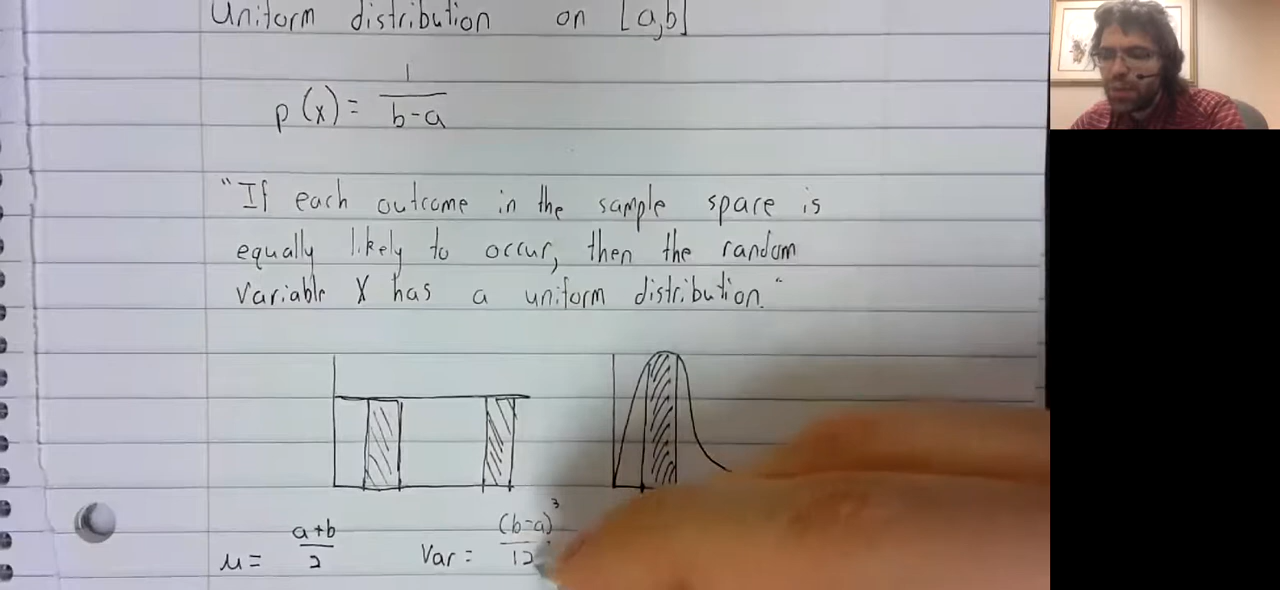 Uniform distribution on [a,b]
p(x) = 1/(b-a)
"If each outcome in the sample space is
equally likely to occur, then the random
variable X has a uniform distribution."
μ = (a+b)/2 Var = (b-a)³/12